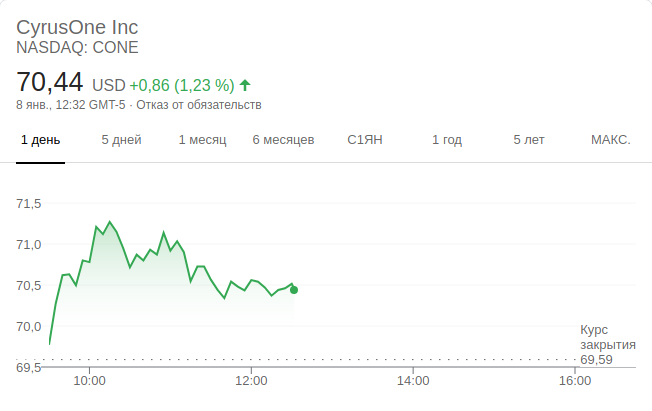 CyrusOne Inc
NASDAQ: CONE
70,44 USD +0,86 (1,23 %)
8 янв., 12:32 GMT-5 · Отказ от обязательств
1 день 5 дней 1 месяц 6 месяцев С1ЯН 1 год 5 лет МАКС.
71,5
71,0
70,5
70,0
Курс
закрытия
69,59
69,5
10:00 12:00 14:00 16:00